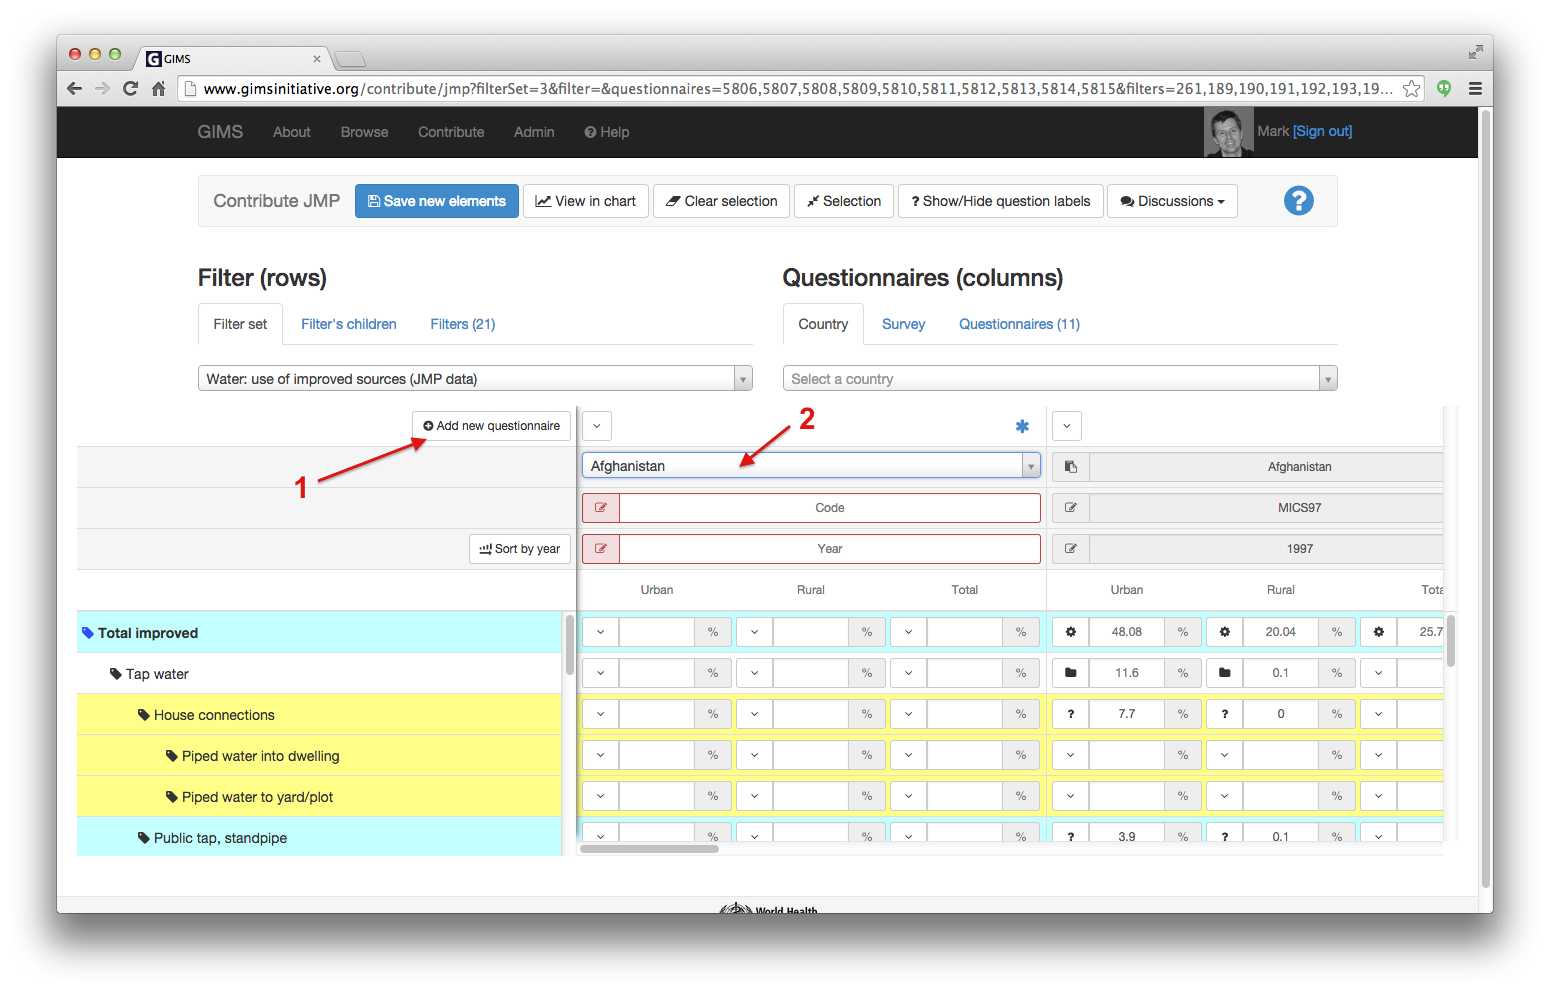 GIMS
www.gimsinitiative.org/contribute/jmp?filterSet=3&filter=&questionnaires=5806,5807,5808,5809,5810,5811,5812,5813,5814,5815&filters=261,189,190,191,192,193,19...
GIMS About Browse Contribute Admin Help Mark [Sign out]
Contribute JMP Save new elements View in chart Clear selection Selection ? Show/Hide question labels Discussions ?
Filter (rows) Questionnaires (columns)
Filter set Filter's children Filters (21) Country Survey Questionnaires (11)
Water: use of improved sources (JMP data) Select a country
Add new questionnaire 2
Afghanistan Afghanistan
1
Code MICS97
Sort by year Year 1997
Urban Rural Total Urban Rural Tota
Total improved % % % 48.08 % 20.04 % 25.7
Tap water % % % 11.6 % 0.1 %
House connections % % % ? 7.7 % ? 0 %
Piped water into dwelling % % % % %
Piped water to yard/plot % % % % %
Public tap, standpipe % % % ? 3.9 % ? 0.1 %
World Health